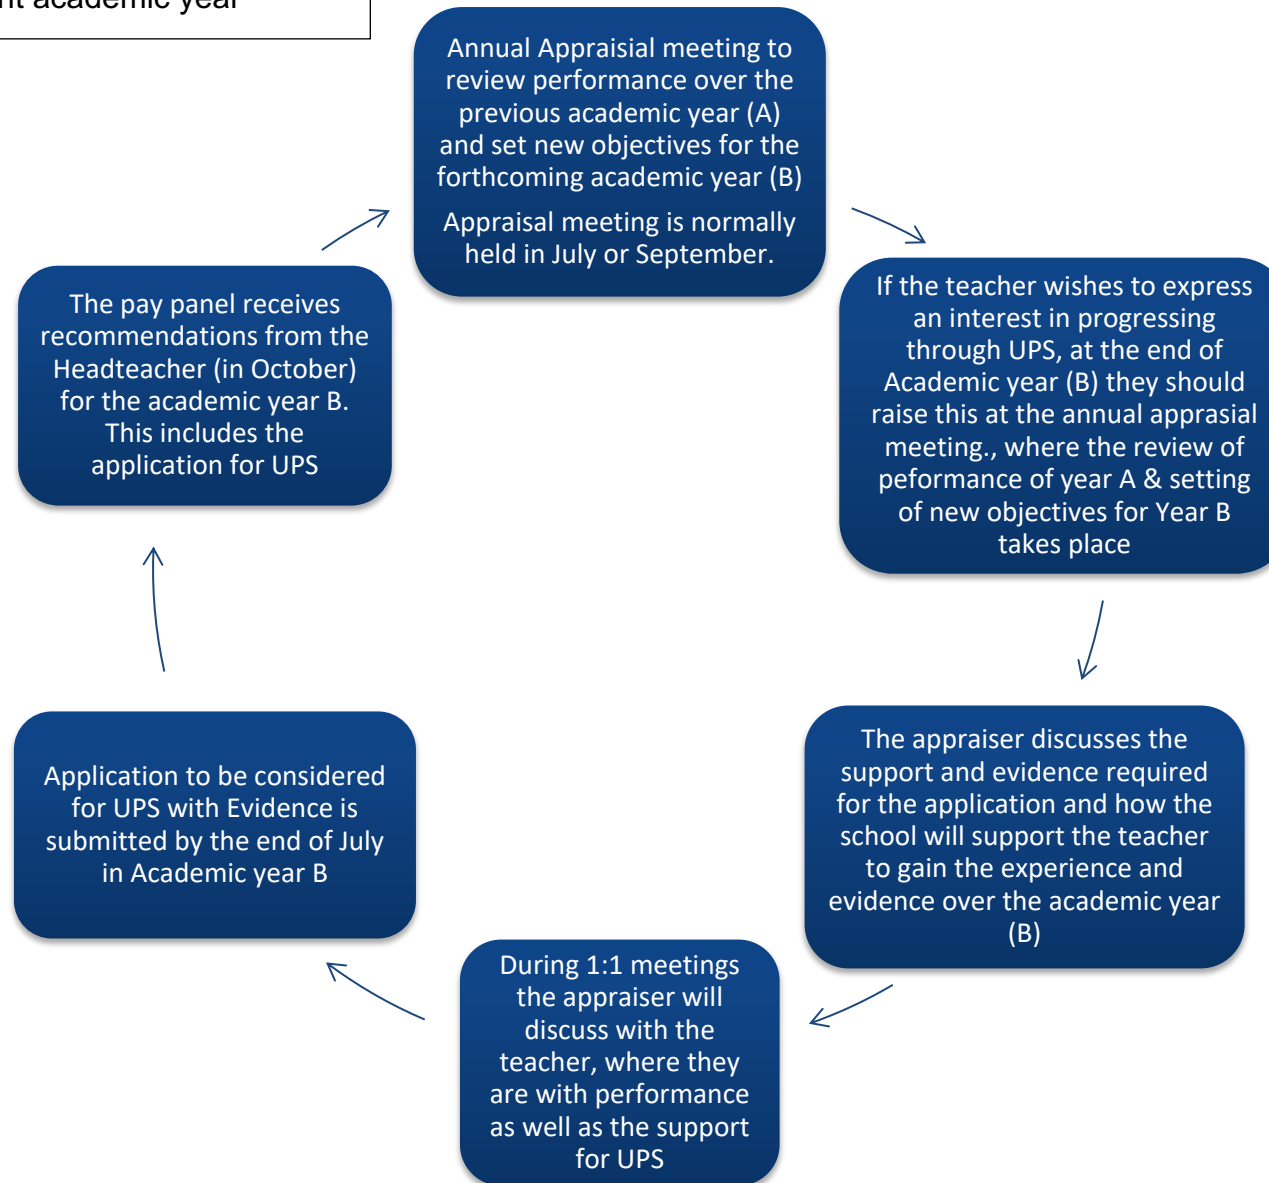 academic year
Annual Appraisial meeting to
review performance over the
previous academic year (A)
and set new objectives for the
forthcoming academic year (B)
Appraisal meeting is normally
held in July or September.
If the teacher wishes to express
an interest in progressing
through UPS, at the end of
Academic year (B) they should
raise this at the annual apprasial
meeting., where the review of
peformance of year A & setting
of new objectives for Year B
takes place
The appraiser discusses the
support and evidence required
for the application and how the
school will support the teacher
to gain the experience and
evidence over the academic year
(B)
During 1:1 meetings
the appraiser will
discuss with the
teacher, where they
are with performance
as well as the support
for UPS
Application to be considered
for UPS with Evidence is
submitted by the end of July
in Academic year B
The pay panel receives
recommendations from the
Headteacher (in October)
for the academic year B.
This includes the
application for UPS